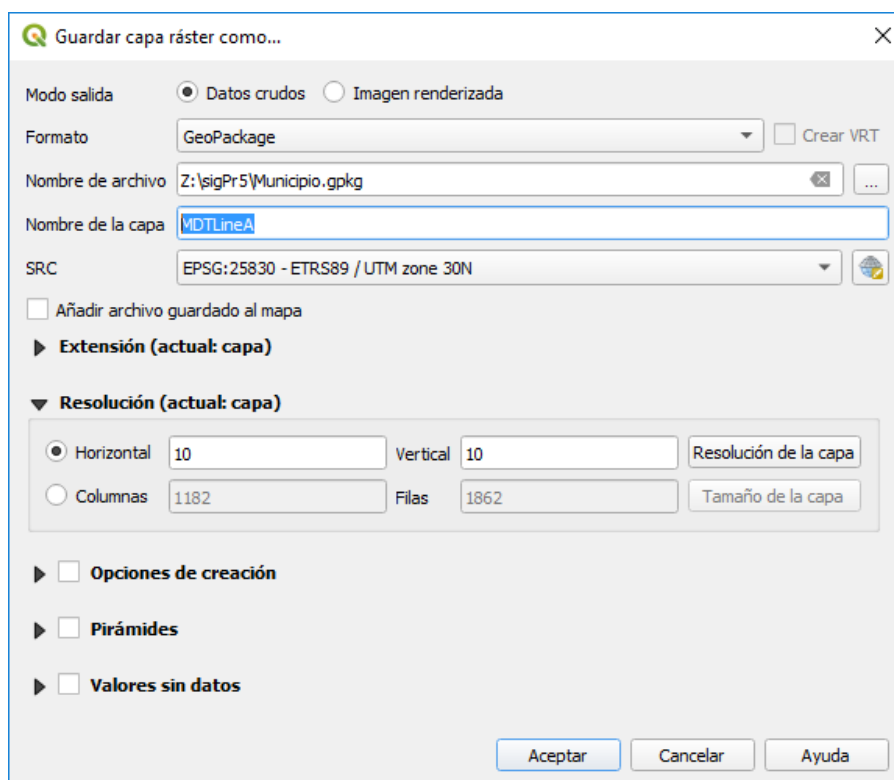 Guardar capa ráster como...
Modo salida Datos crudos Imagen renderizada
Formato GeoPackage Crear VRT
Nombre de archivo Z:\sigPr5\Municipio.gpkg ...
Nombre de la capa MDTLineA
SRC EPSG:25830 - ETRS89 / UTM zone 30N
Añadir archivo guardado al mapa
Extensión (actual: capa)
Resolución (actual: capa)
Horizontal 10 Vertical 10 Resolución de la capa
Columnas 1182 Filas 1862 Tamaño de la capa
Opciones de creación
Pirámides
Valores sin datos
Aceptar Cancelar Ayuda